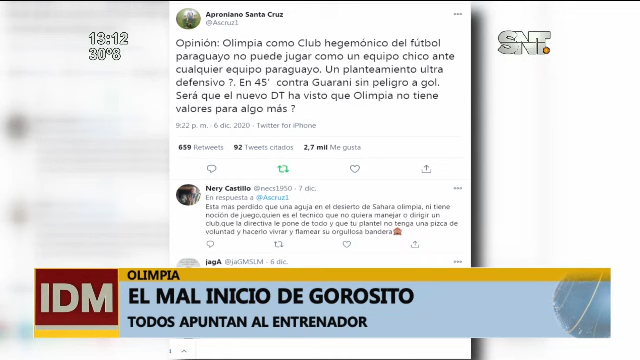 Aproniano Santa Cruz
@Ascruz1
Opinión: Olimpia como Club hegemónico del fútbol
paraguayo no puede jugar como un equipo chico ante
cualquier equipo paraguayo. Un planteamiento ultra
defensivo ?. En 45´ contra Guarani sin peligro a gol.
Será que el nuevo DT ha visto que Olimpia no tiene
valores para algo más ?
9:22 p. m. · 6 dic. 2020 · Twitter for iPhone
659 Retweets 92 Tweets citados 2,7 mil Me gusta
Nery Castillo @necs1950 · 7 dic.
En respuesta a @Ascruz1
Esta mas perdido que una aguja en el desierto de Sahara olimpia, ni tiene
noción de juego,quien es el tecnico que no quiera manejar o dirigir un
club,que la directiva le pone de todo y que tu plantel no tenga una pizca de
voluntad y hacerlo vivrar y flamear su orgullosa bandera
jagA @jaGMSLM · 6 dic.
13:12
30°8
SNT
OLIMPIA
IDM
EL MAL INICIO DE GOROSITO
TODOS APUNTAN AL ENTRENADOR